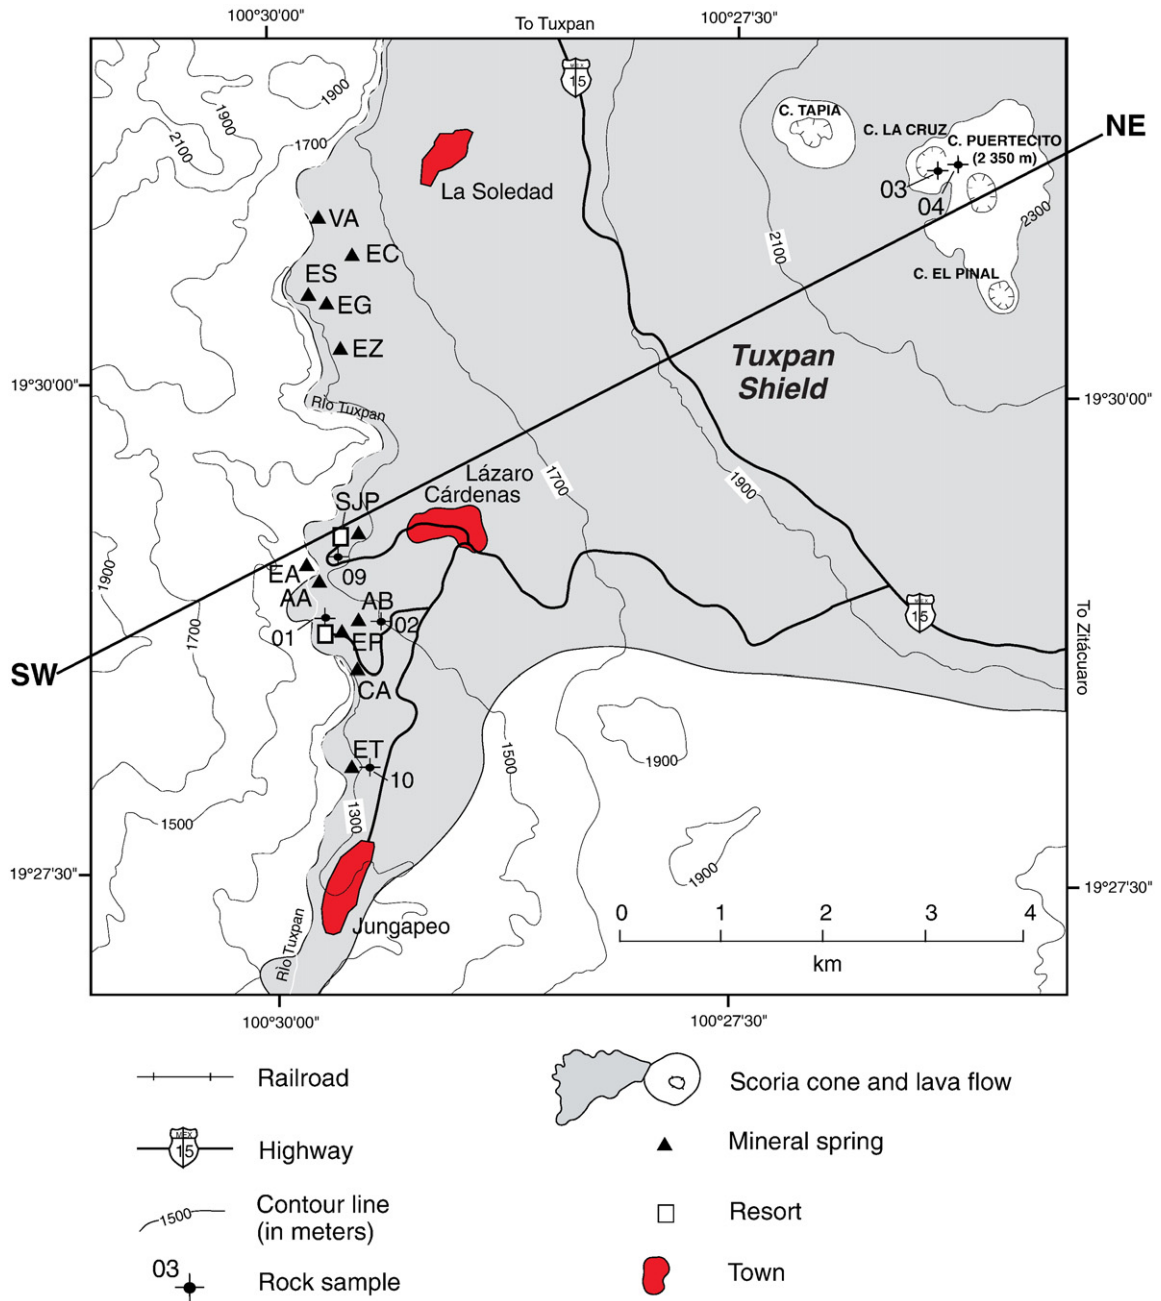 100°30'00"
To Tuxpan
100°27'30"
MEX
15
1900
1900
2100
1700
La Soledad
C. TAPIA
C. LA CRUZ
C. PUERTECITO
(2 350 m)
NE
03
04
2300
2100
C. EL PINAL
VA
EC
ES
EG
EZ
19°30'00"
Tuxpan
Shield
19°30'00"
Rìo Tuxpan
1700
1900
Lázaro
Cárdenas
SJP
1900
EA
09
AA
AB
02
01
EP
15
To Zitácuaro
1700
SW
CA
ET
10
1500
1900
1300
1500
1900
19°27'30"
19°27'30"
Jungapeo
Rìo Tuxpan
0 1 2 3 4
km
100°30'00"
100°27'30"
Railroad
MEX
15
Highway
1500
Contour line
(in meters)
03
Rock sample
Scoria cone and lava flow
Mineral spring
Resort
Town